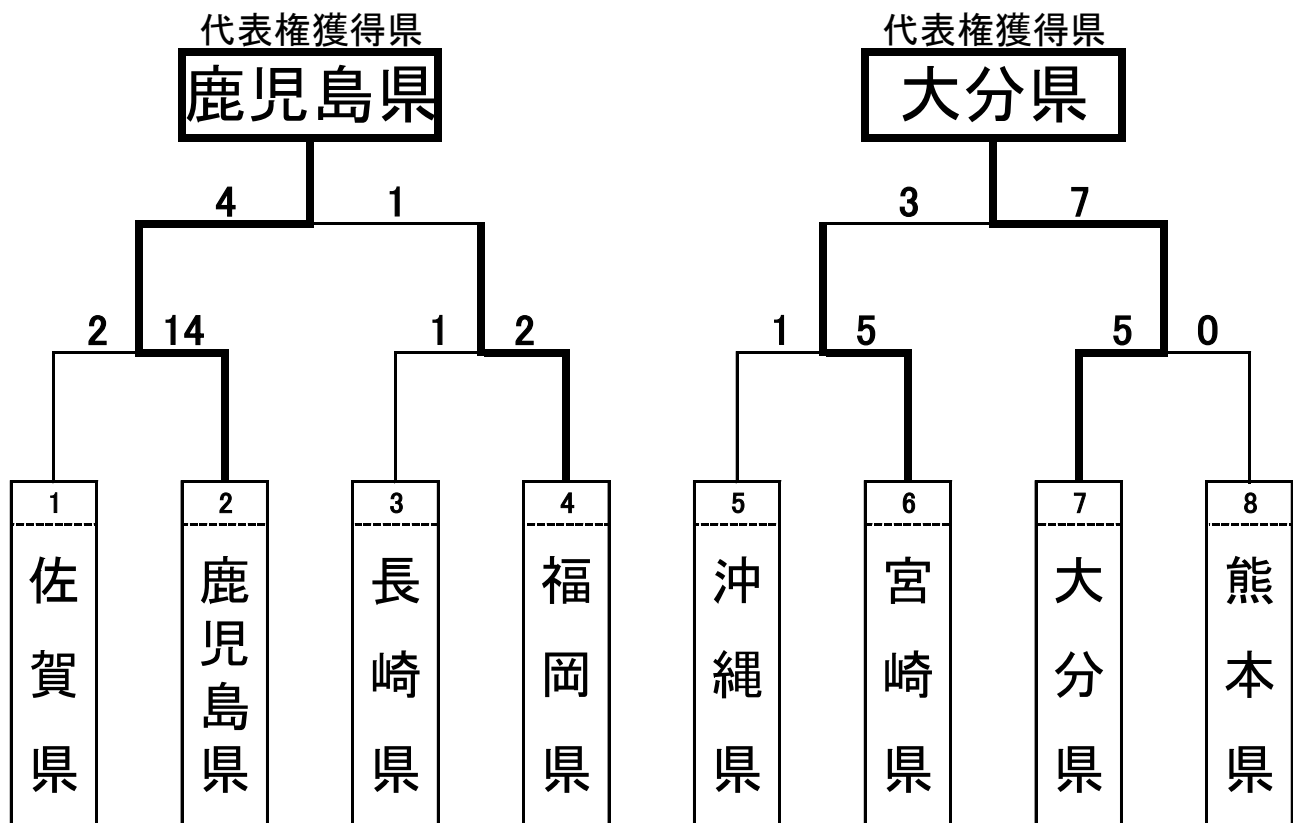 代表権獲得県 代表権獲得県
鹿児島県 大分県
4 1 3 7
2 14 1 2 1 5 5 0
1 2 3 4 5 6 7 8
佐賀県
鹿児島県
長崎県
福岡県
沖縄県
宮崎県
大分県
熊本県